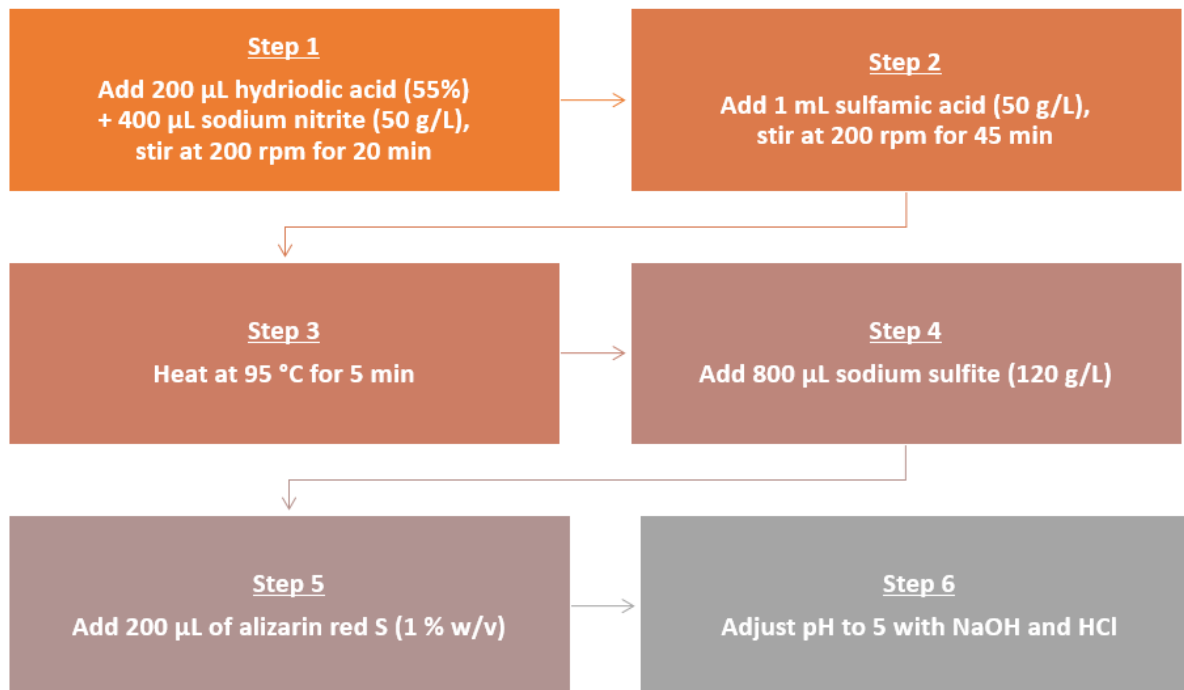 Step 1
Add 200 µL hydriodic acid (55%)
+ 400 µL sodium nitrite (50 g/L),
stir at 200 rpm for 20 min
Step 2
Add 1 mL sulfamic acid (50 g/L),
stir at 200 rpm for 45 min
Step 3
Heat at 95 °C for 5 min
Step 4
Add 800 µL sodium sulfite (120 g/L)
Step 5
Add 200 µL of alizarin red S (1 % w/v)
Step 6
Adjust pH to 5 with NaOH and HCl